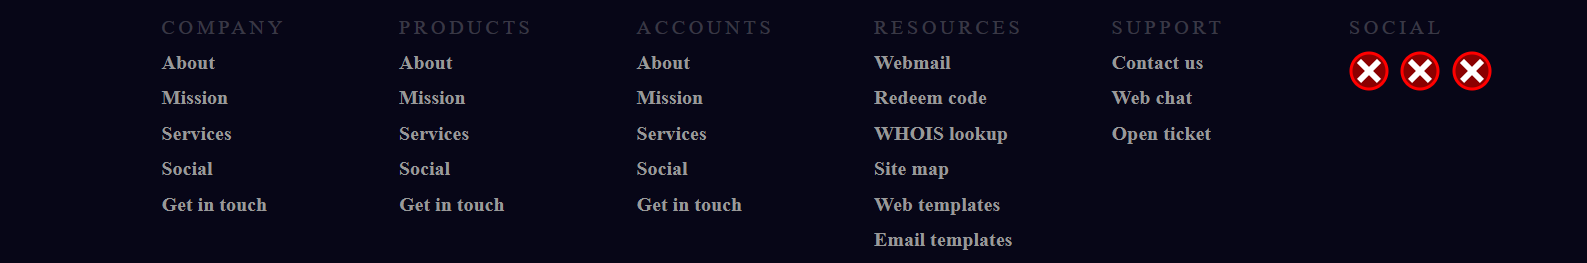 COMPANY
About
Mission
Services
Social
Get in touch
PRODUCTS
About
Mission
Services
Social
Get in touch
ACCOUNTS
About
Mission
Services
Social
Get in touch
RESOURCES
Webmail
Redeem code
WHOIS lookup
Site map
Web templates
Email templates
SUPPORT
Contact us
Web chat
Open ticket
SOCIAL